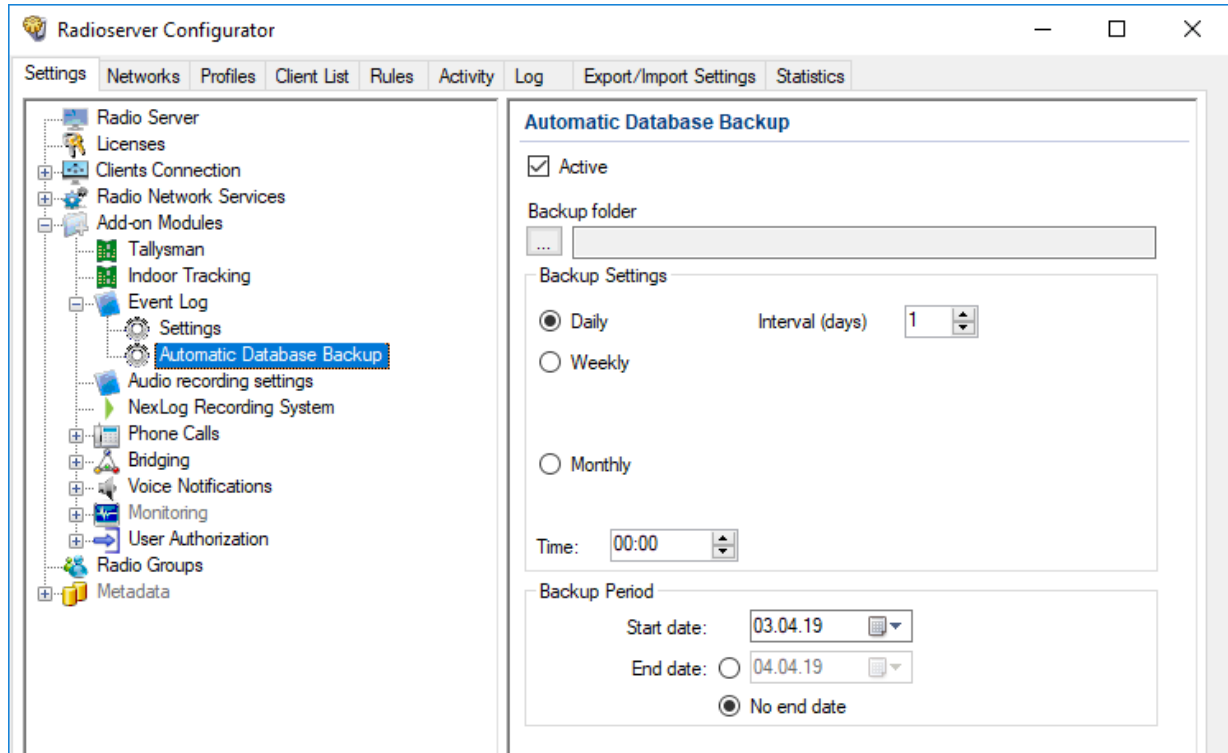 Radioserver Configurator
Settings Networks Profiles Client List Rules Activity Log Export/Import Settings Statistics
Radio Server
Licenses
Clients Connection
Radio Network Services
Add-on Modules
Tallysman
Indoor Tracking
Event Log
Settings
Automatic Database Backup
Audio recording settings
NexLog Recording System
Phone Calls
Bridging
Voice Notifications
Monitoring
User Authorization
Radio Groups
Metadata
Automatic Database Backup
Active
Backup folder
...
Backup Settings
Daily Interval (days) 1
Weekly
Monthly
Time: 00:00
Backup Period
Start date: 03.04.19
End date: 04.04.19
No end date